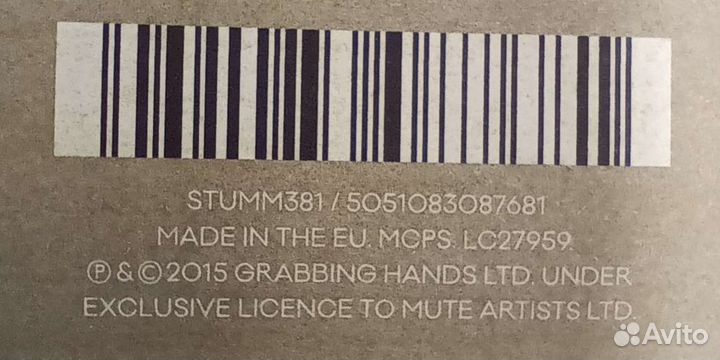 STUMM381 / 5051083087681
MADE IN THE EU. MCPS. LC27959.
Ⓟ & © 2015 GRABBING HANDS LTD. UNDER
EXCLUSIVE LICENCE TO MUTE ARTISTS LTD.
Avito